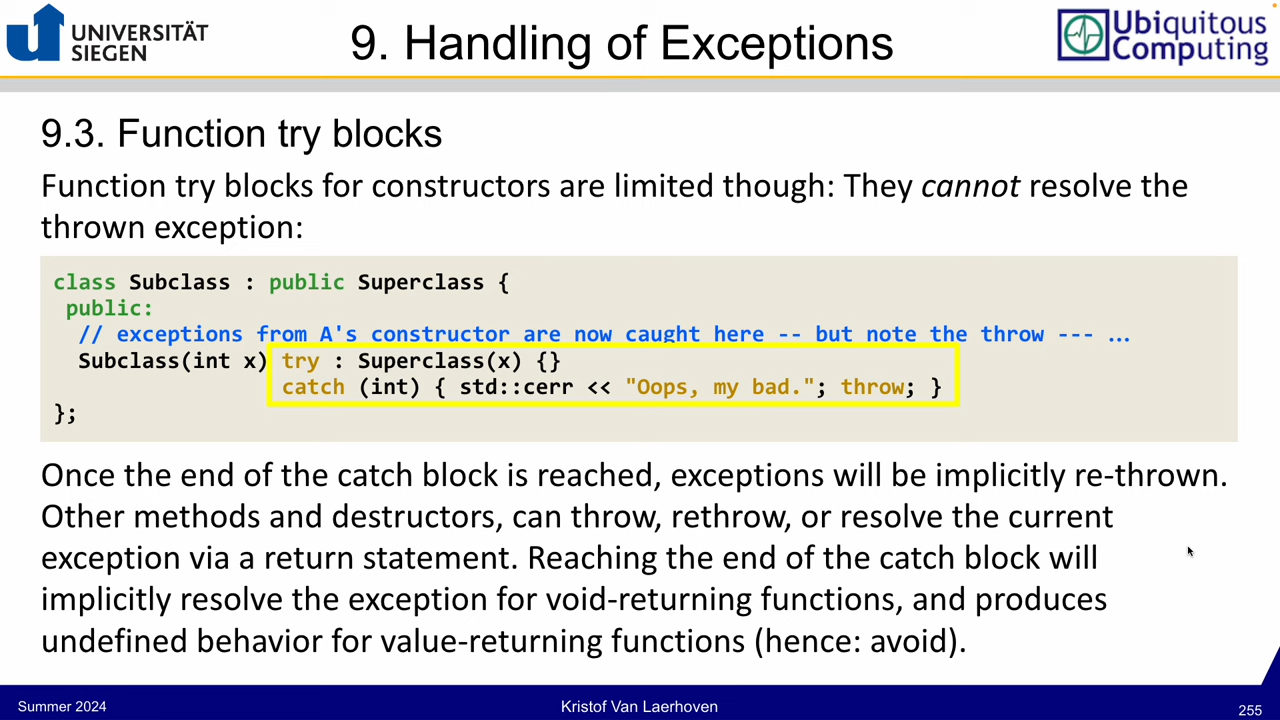 UNIVERSITÄT
SIEGEN
9. Handling of Exceptions
Ubiquitous
Computing
9.3. Function try blocks
Function try blocks for constructors are limited though: They cannot resolve the
thrown exception:
class Subclass : public Superclass {
public:
// exceptions from A's constructor are now caught here -- but note the throw --- …
Subclass(int x) try : Superclass(x) {}
catch (int) { std::cerr << "Oops, my bad."; throw; }
};
Once the end of the catch block is reached, exceptions will be implicitly re-thrown.
Other methods and destructors, can throw, rethrow, or resolve the current
exception via a return statement. Reaching the end of the catch block will
implicitly resolve the exception for void-returning functions, and produces
undefined behavior for value-returning functions (hence: avoid).
Summer 2024
Kristof Van Laerhoven
255